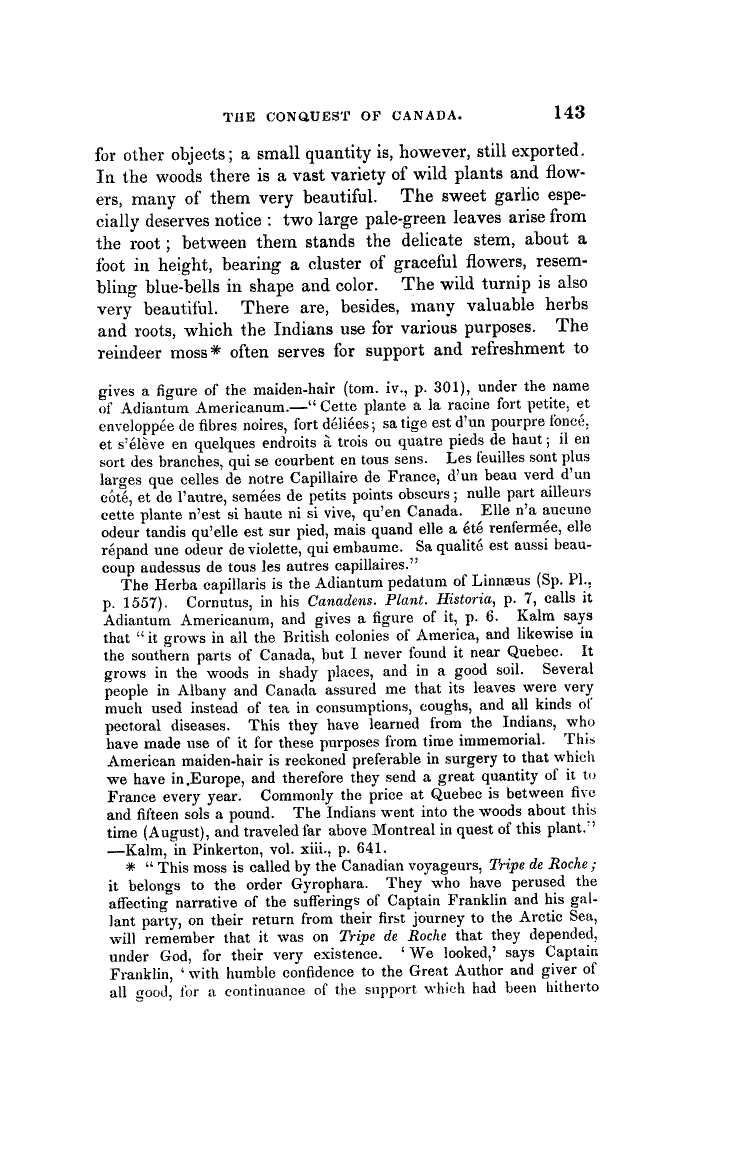 THE CONQUEST OF CANADA. 143
for other objects; a small quantity is, however, still exported.
In the woods there is a vast variety of wild plants and flow-
ers, many of them very beautiful. The sweet garlic espe-
cially deserves notice: two large pale-green leaves arise from
the root; between them stands the delicate stem, about a
foot in height, bearing a cluster of graceful flowers, resem-
bling blue-bells in shape and color. The wild turnip is also
very beautiful. There are, besides, many valuable herbs
and roots, which the Indians use for various purposes. The
reindeer moss* often serves for support and refreshment to
gives a figure of the maiden-hair (tom. iv., p. 301), under the name
of Adiantum Americanum.—“Cette plante a la racine fort petite, et
enveloppée de fibres noires, fort déliées; sa tige est d'un pourpre foncé,
et s'élève en quelques endroits à trois ou quatre pieds de haut; il en
sort des branches, qui se courbent en tous sens. Les feuilles sont plus
larges que celles de notre Capillaire de France, d'un beau verd d'un
côté, et de l'autre, semées de petits points obscurs; nulle part ailleurs
cette plante n'est si haute ni si vive, qu'en Canada. Elle n'a aucune
odeur tandis qu'elle est sur pied, mais quand elle a été renfermée, elle
répand une odeur de violette, qui embaume. Sa qualité est aussi beau-
coup audessus de tous les autres capillaires.”
The Herba capillaris is the Adiantum pedatum of Linnæus (Sp. Pl.,
p. 1557). Cornutus, in his Canadens. Plant. Historia, p. 7, calls it
Adiantum Americanum, and gives a figure of it, p. 6. Kalm says
that “it grows in all the British colonies of America, and likewise in
the southern parts of Canada, but I never found it near Quebec. It
grows in the woods in shady places, and in a good soil. Several
people in Albany and Canada assured me that its leaves were very
much used instead of tea in consumptions, coughs, and all kinds of
pectoral diseases. This they have learned from the Indians, who
have made use of it for these purposes from time immemorial. This
American maiden-hair is reckoned preferable in surgery to that which
we have in Europe, and therefore they send a great quantity of it to
France every year. Commonly the price at Quebec is between five
and fifteen sols a pound. The Indians went into the woods about this
time (August), and traveled far above Montreal in quest of this plant.”
—Kalm, in Pinkerton, vol. xiii., p. 641.
* “This moss is called by the Canadian voyageurs, Tripe de Roche;
it belongs to the order Gyrophara. They who have perused the
affecting narrative of the sufferings of Captain Franklin and his gal-
lant party, on their return from their first journey to the Arctic Sea,
will remember that it was on Tripe de Roche that they depended,
under God, for their very existence. ‘We looked,’ says Captain
Franklin, ‘with humble confidence to the Great Author and giver of
all good, for a continuance of the support which had been hitherto